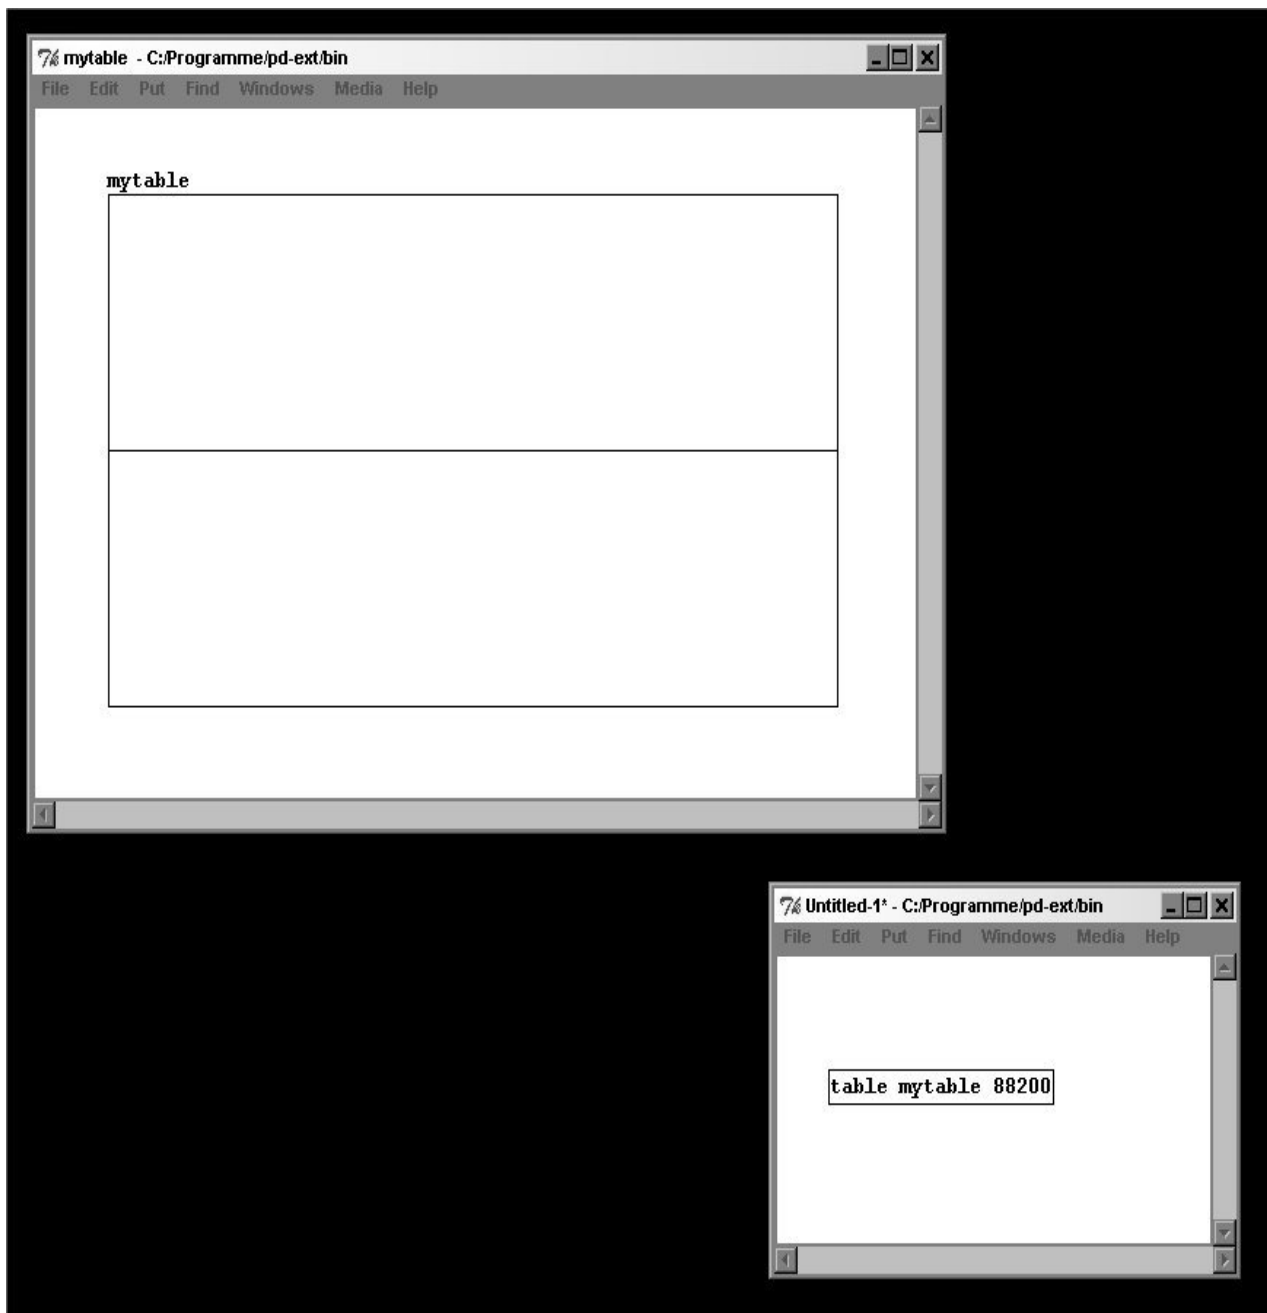 mytable - C:/Programme/pd-ext/bin
File Edit Put Find Windows Media Help
mytable
Untitled-1* - C:/Programme/pd-ext/bin
File Edit Put Find Windows Media Help
table mytable 88200